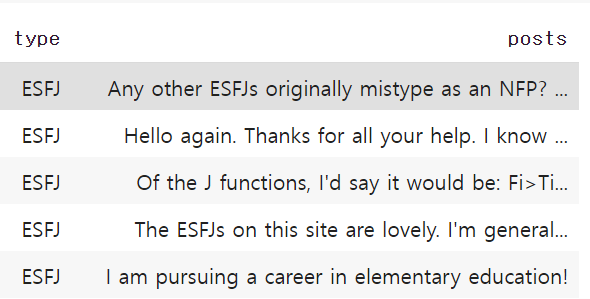 type posts
ESFJ Any other ESFJs originally mistype as an NFP? ...
ESFJ Hello again. Thanks for all your help. I know ...
ESFJ Of the J functions, I'd say it would be: Fi>Ti...
ESFJ The ESFJs on this site are lovely. I'm general...
ESFJ I am pursuing a career in elementary education!